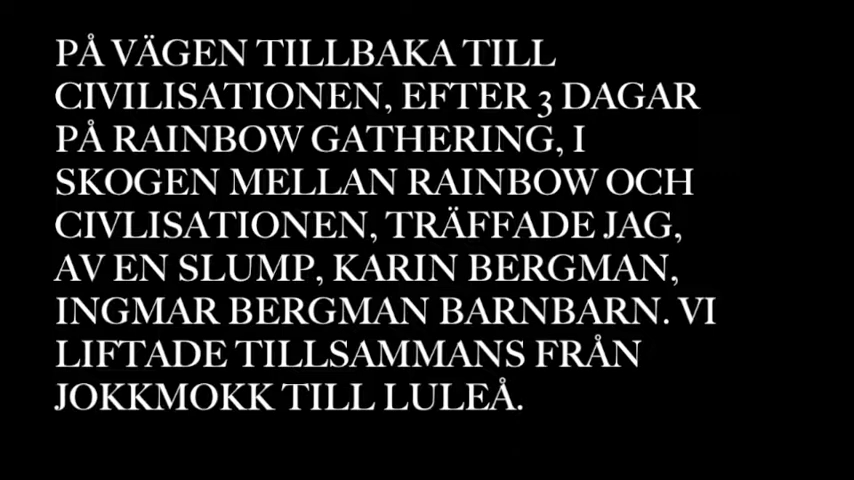 PÅ VÄGEN TILLBAKA TILL
CIVILISATIONEN, EFTER 3 DAGAR
PÅ RAINBOW GATHERING, I
SKOGEN MELLAN RAINBOW OCH
CIVLISATIONEN, TRÄFFADE JAG,
AV EN SLUMP, KARIN BERGMAN,
INGMAR BERGMAN BARNBARN. VI
LIFTADE TILLSAMMANS FRÅN
JOKKMOKK TILL LULEÅ.